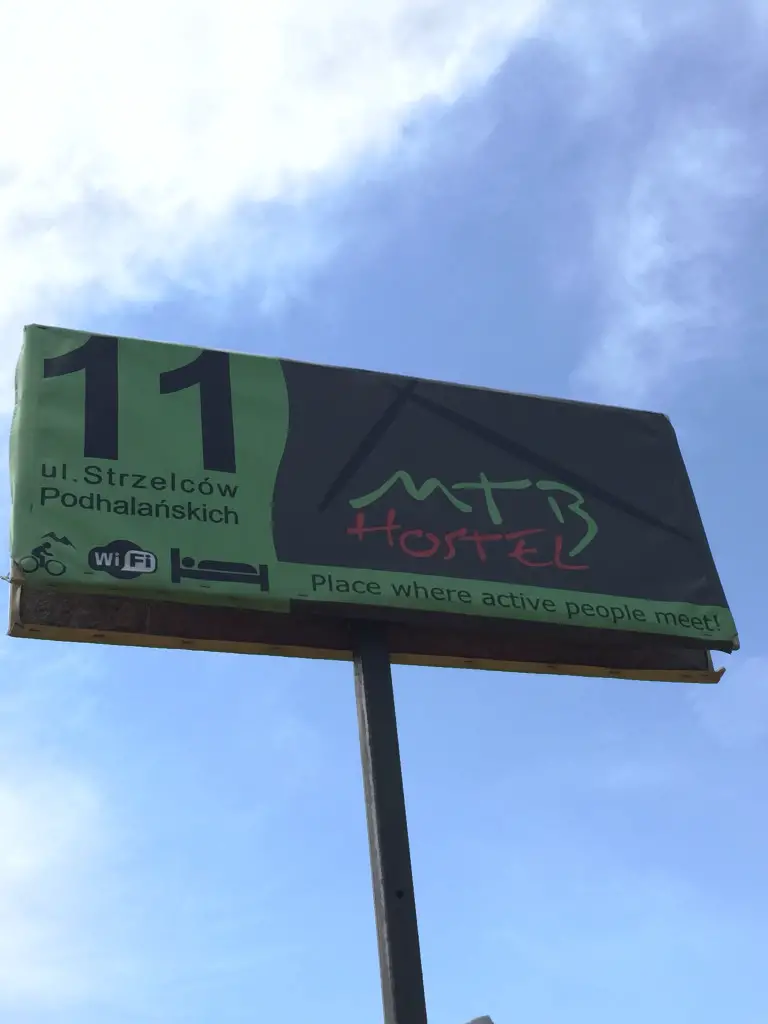 11
ul.Strzelców
Podhalańskich
WiFi
MTB
HOSTEL
Place where active people meet!